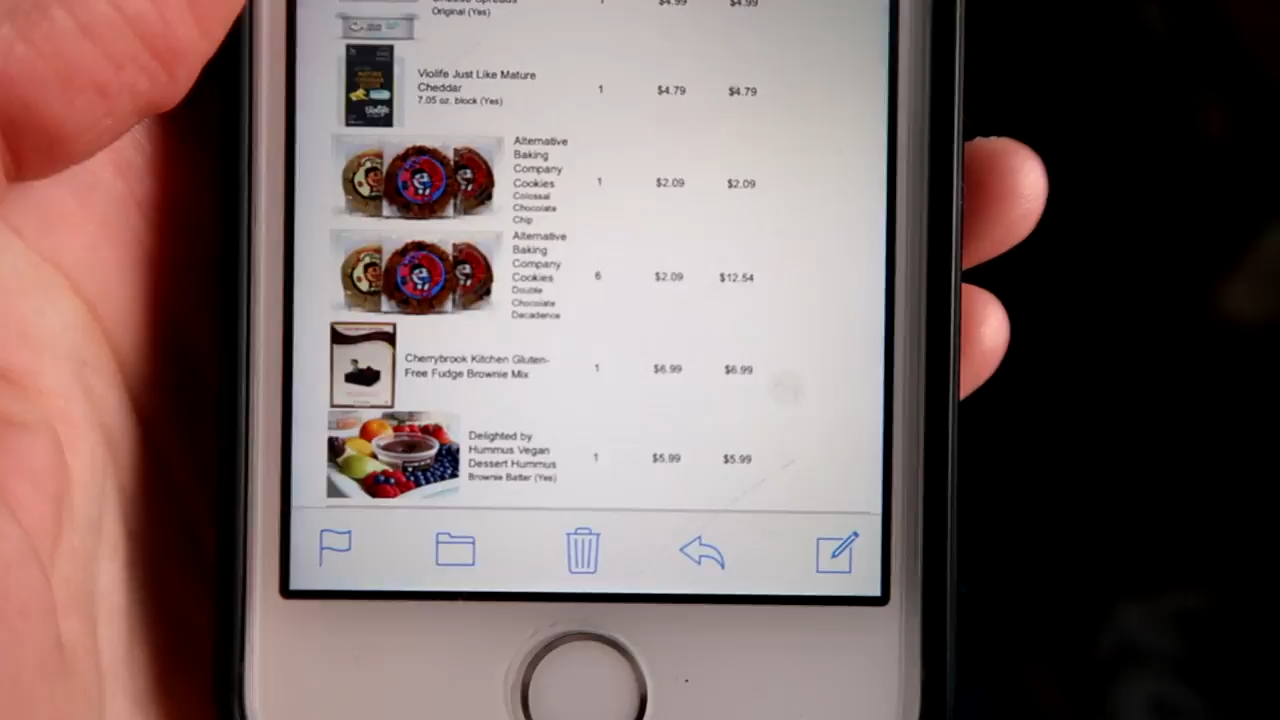 Cheese Spreads
Original (Yes)
1 $4.99 $4.99
Violife Just Like Mature
Cheddar
7.05 oz. block (Yes)
1 $4.79 $4.79
Alternative
Baking
Company
Cookies
Colossal
Chocolate
Chip
1 $2.09 $2.09
Alternative
Baking
Company
Cookies
Double
Chocolate
Decadence
6 $2.09 $12.54
Cherrybrook Kitchen Gluten-
Free Fudge Brownie Mix
1 $6.99 $6.99
Delighted by
Hummus Vegan
Dessert Hummus
Brownie Batter (Yes)
1 $5.99 $5.99